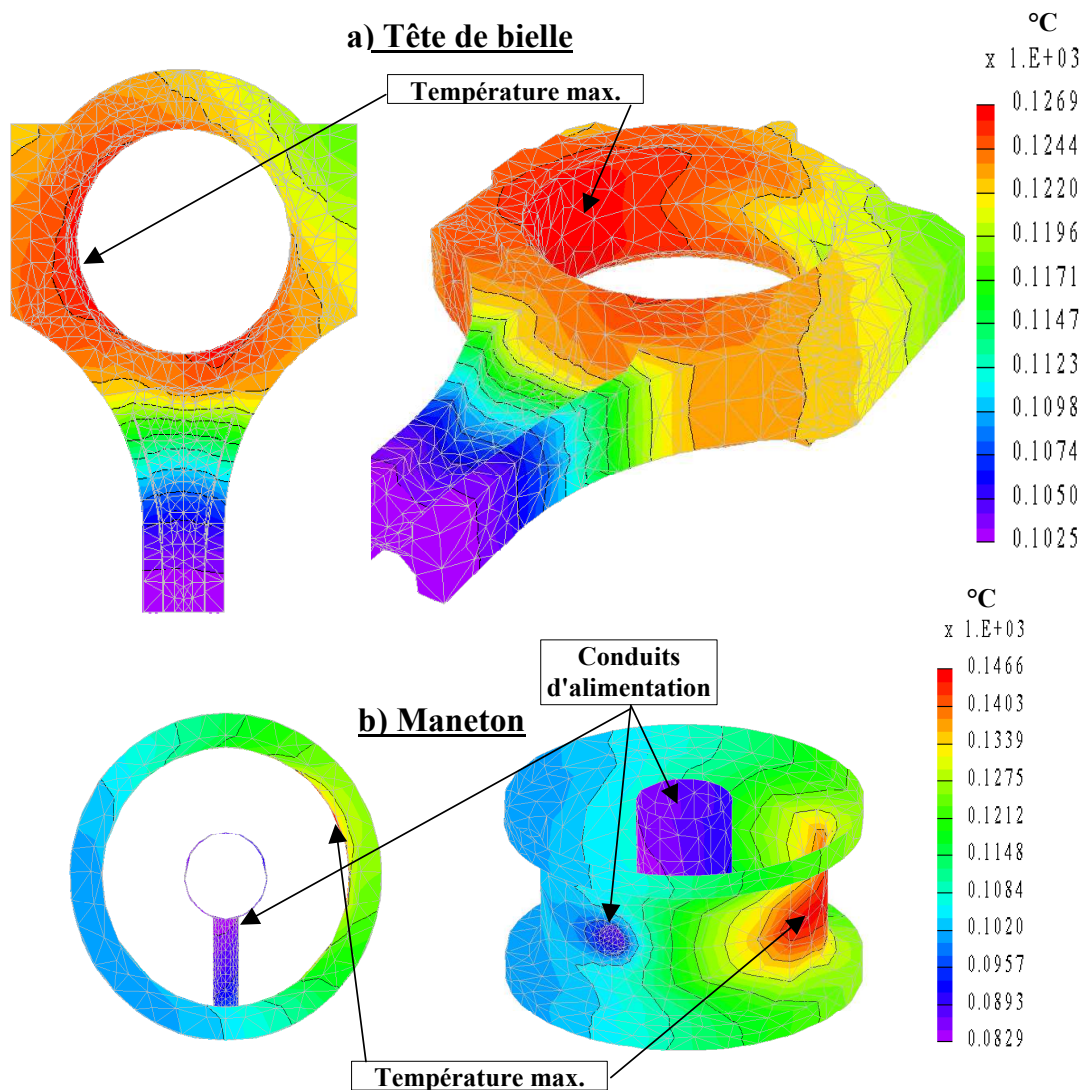 a) Tête de bielle
°C
x 1.E+03
Température max.
0.1269
0.1244
0.1220
0.1196
0.1171
0.1147
0.1123
0.1098
0.1074
0.1050
0.1025
°C
x 1.E+03
Conduits
d'alimentation
b) Maneton
0.1466
0.1403
0.1339
0.1275
0.1212
0.1148
0.1084
0.1020
0.0957
0.0893
0.0829
Température max.